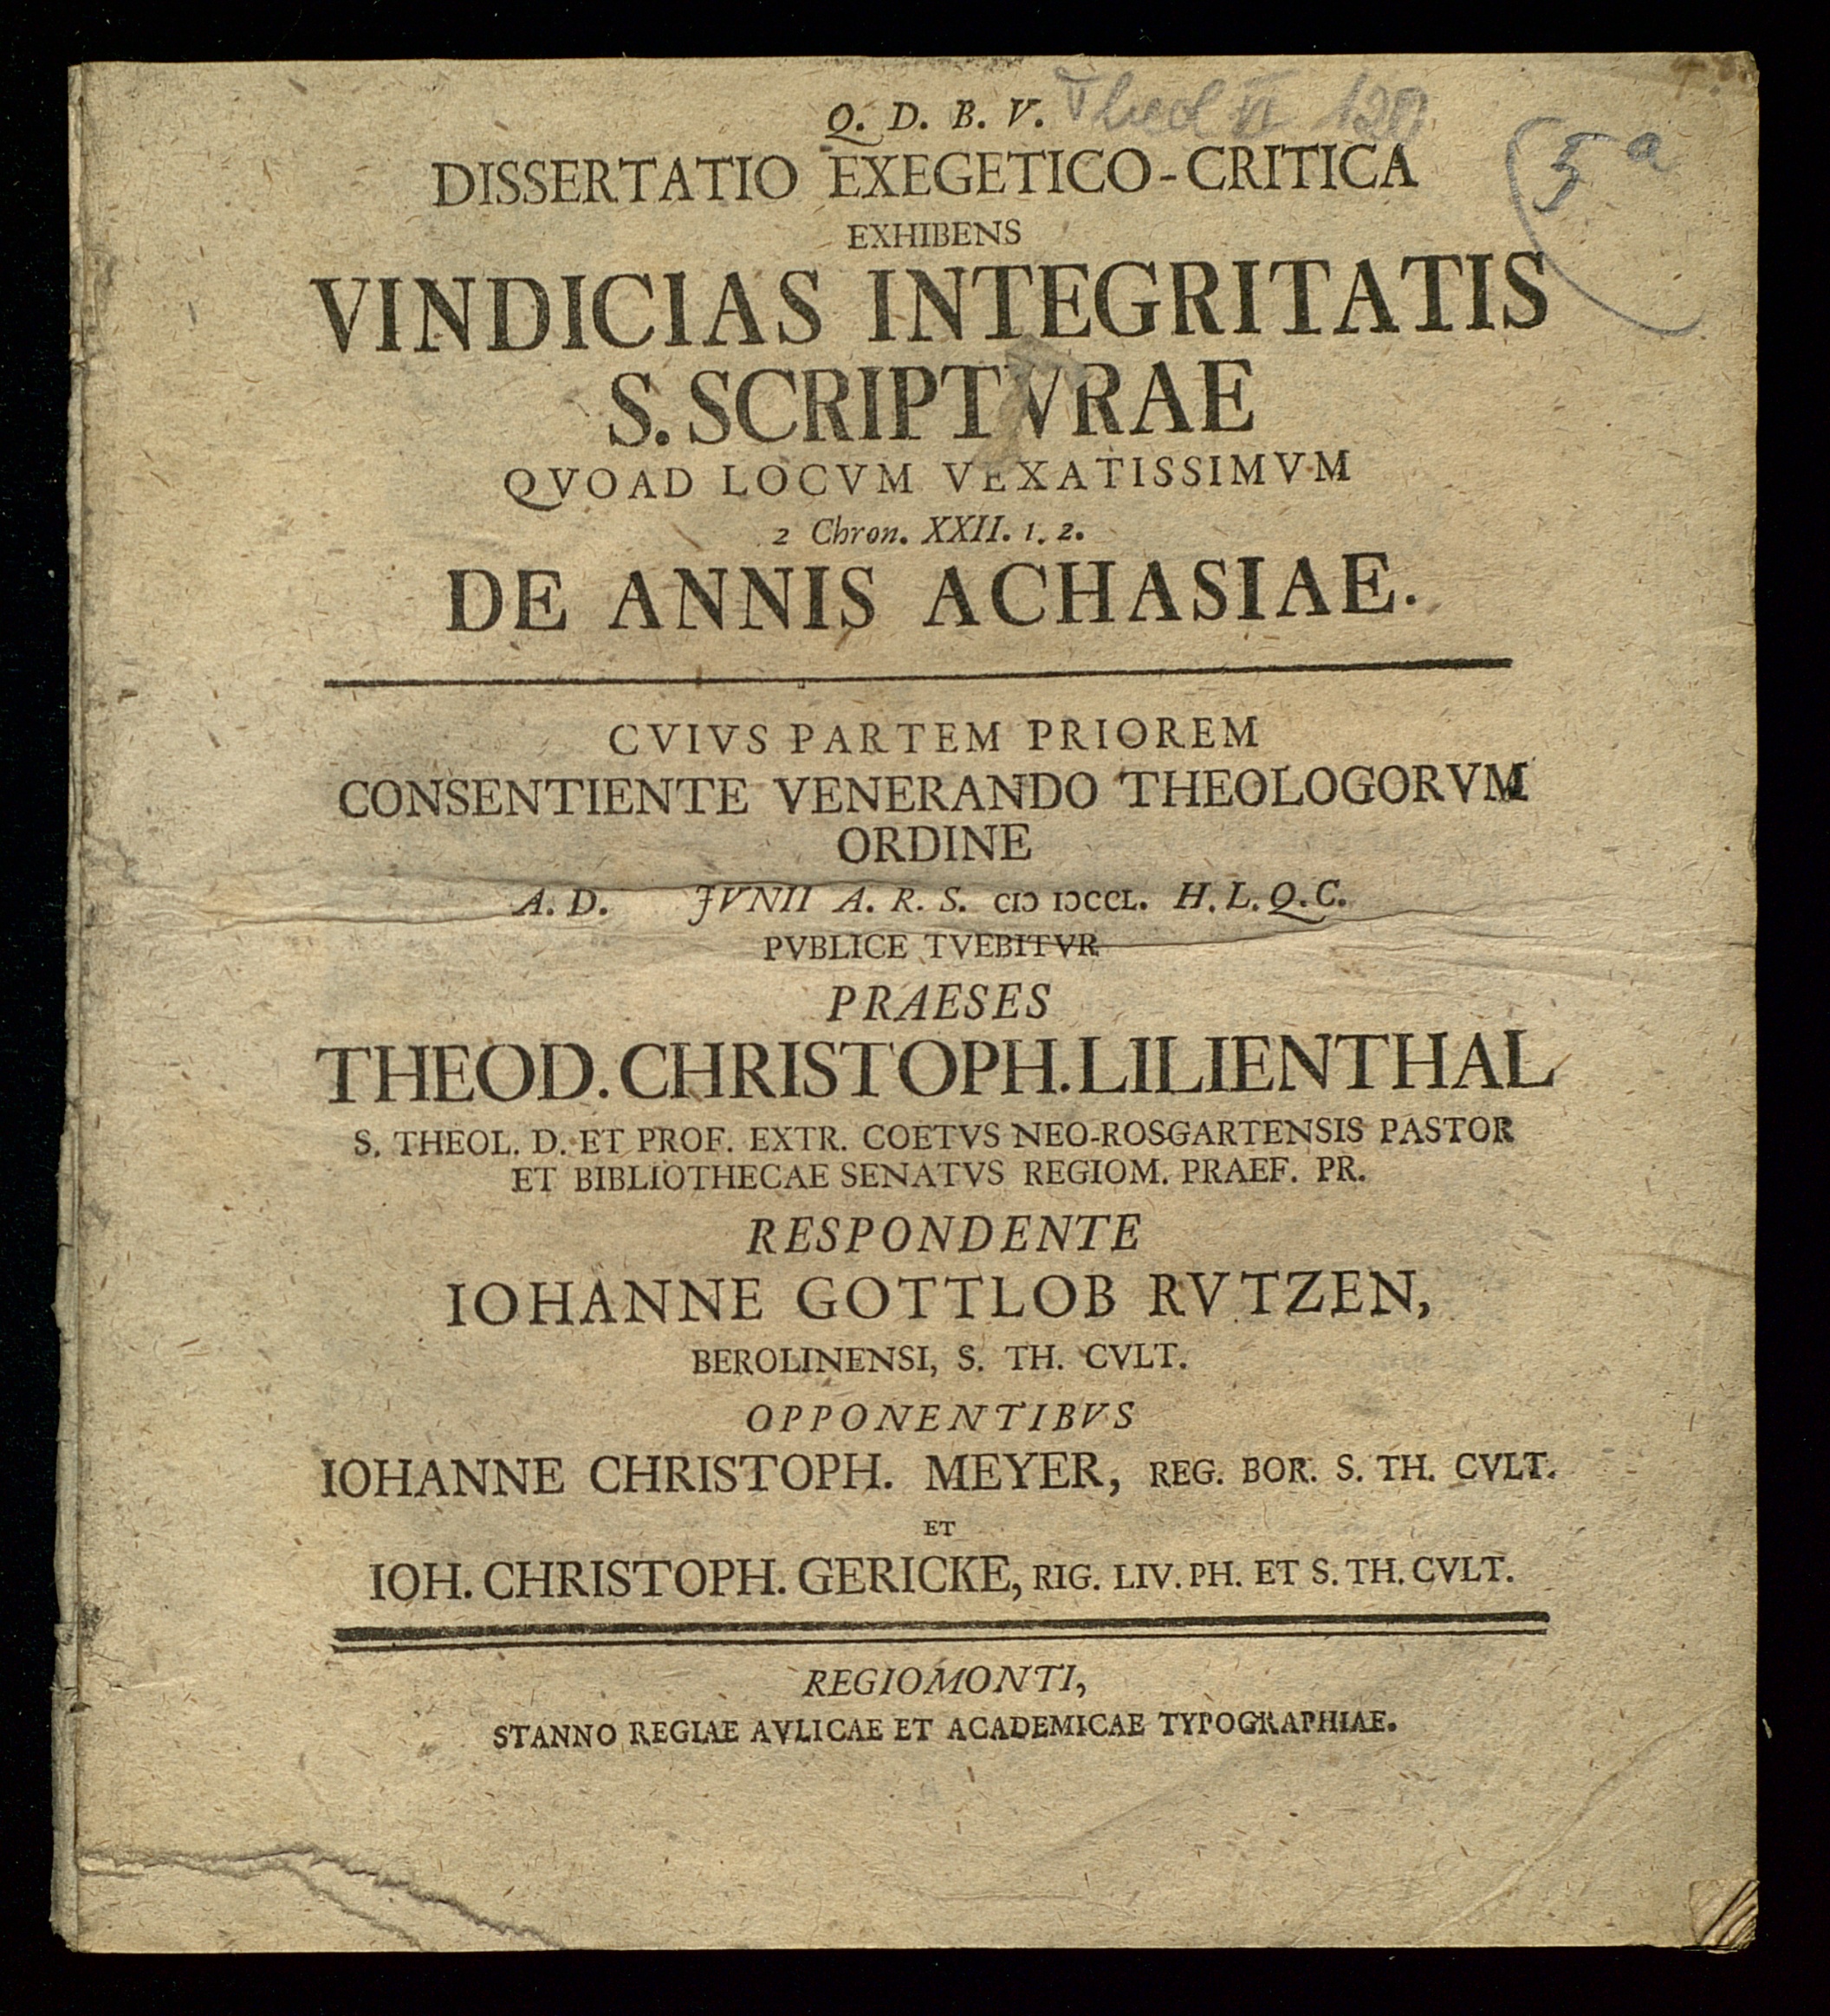 Q. D. B. V. Theol VI 120
5 a
DISSERTATIO EXEGETICO-CRITICA
EXHIBENS
VINDICIAS INTEGRITATIS
S. SCRIPTVRAE
QVOAD LOCVM VEXATISSIMVM
2 Chron. XXII. 1. 2.
DE ANNIS ACHASIAE.
CVIVS PARTEM PRIOREM
CONSENTIENTE VENERANDO THEOLOGORVM
ORDINE
A. D. JVNII A. R. S. CIↃ IↃCCL. H. L. Q. C.
PVBLICE TVEBITVR
PRAESES
THEOD. CHRISTOPH. LILIENTHAL
S. THEOL. D. ET PROF. EXTR. COETVS NEO-ROSGARTENSIS PASTOR
ET BIBLIOTHECAE SENATVS REGIOM. PRAEF. PR.
RESPONDENTE
IOHANNE GOTTLOB RVTZEN,
BEROLINENSI, S. TH. CVLT.
OPPONENTIBVS
IOHANNE CHRISTOPH. MEYER, REG. BOR. S. TH. CVLT.
ET
IOH. CHRISTOPH. GERICKE, RIG. LIV. PH. ET S. TH. CVLT.
REGIOMONTI,
STANNO REGIAE AVLICAE ET ACADEMICAE TYPOGRAPHIAE.